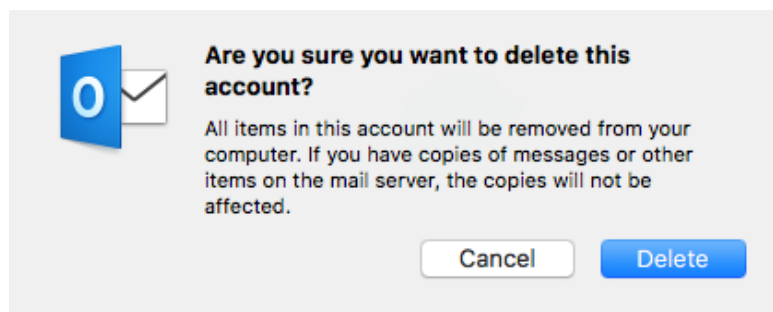 O
Are you sure you want to delete this
account?
All items in this account will be removed from your
computer. If you have copies of messages or other
items on the mail server, the copies will not be
affected.
Cancel Delete